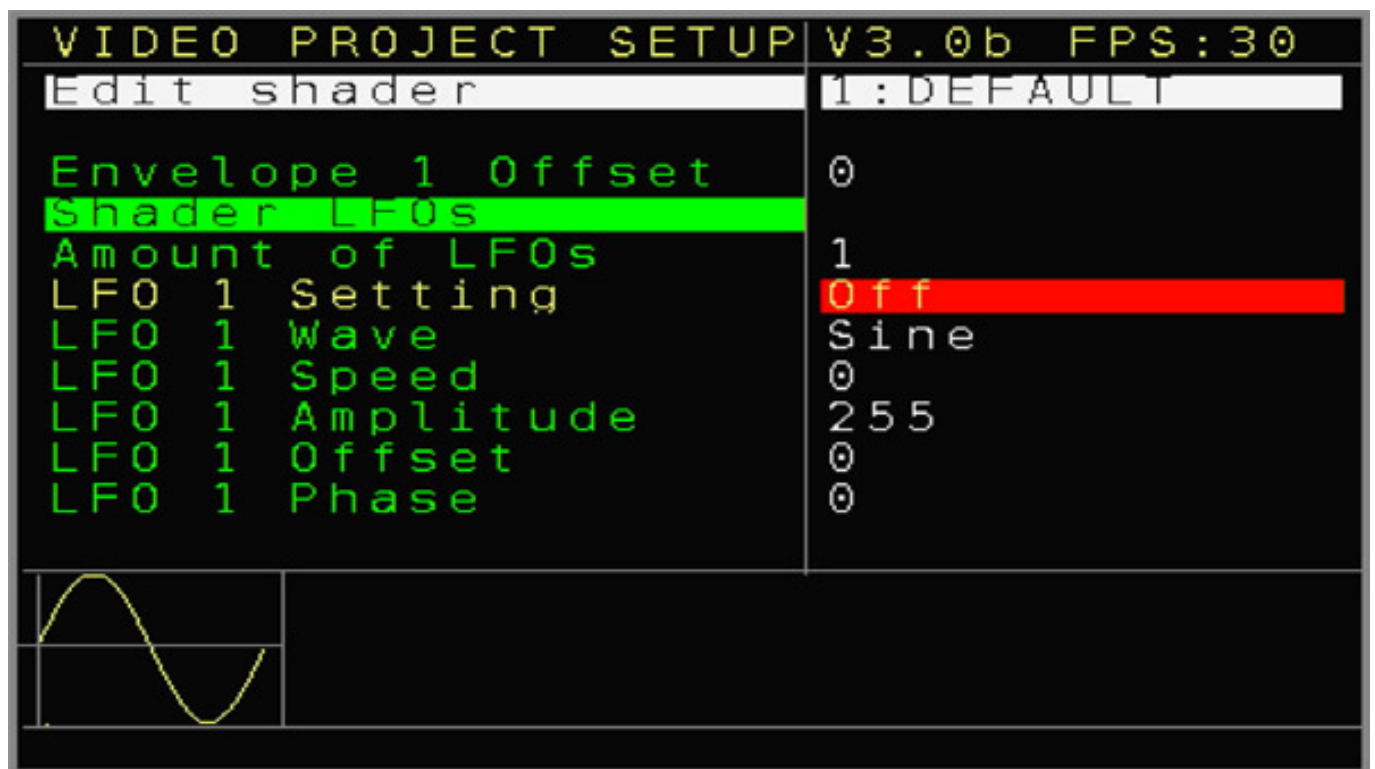 VIDEO PROJECT SETUP V3.0b FPS:30
Edit shader 1:DEFAULT
Envelope 1 Offset 0
Shader LFOs
Amount of LFOs 1
LFO 1 Setting Off
LFO 1 Wave Sine
LFO 1 Speed 0
LFO 1 Amplitude 255
LFO 1 Offset 0
LFO 1 Phase 0